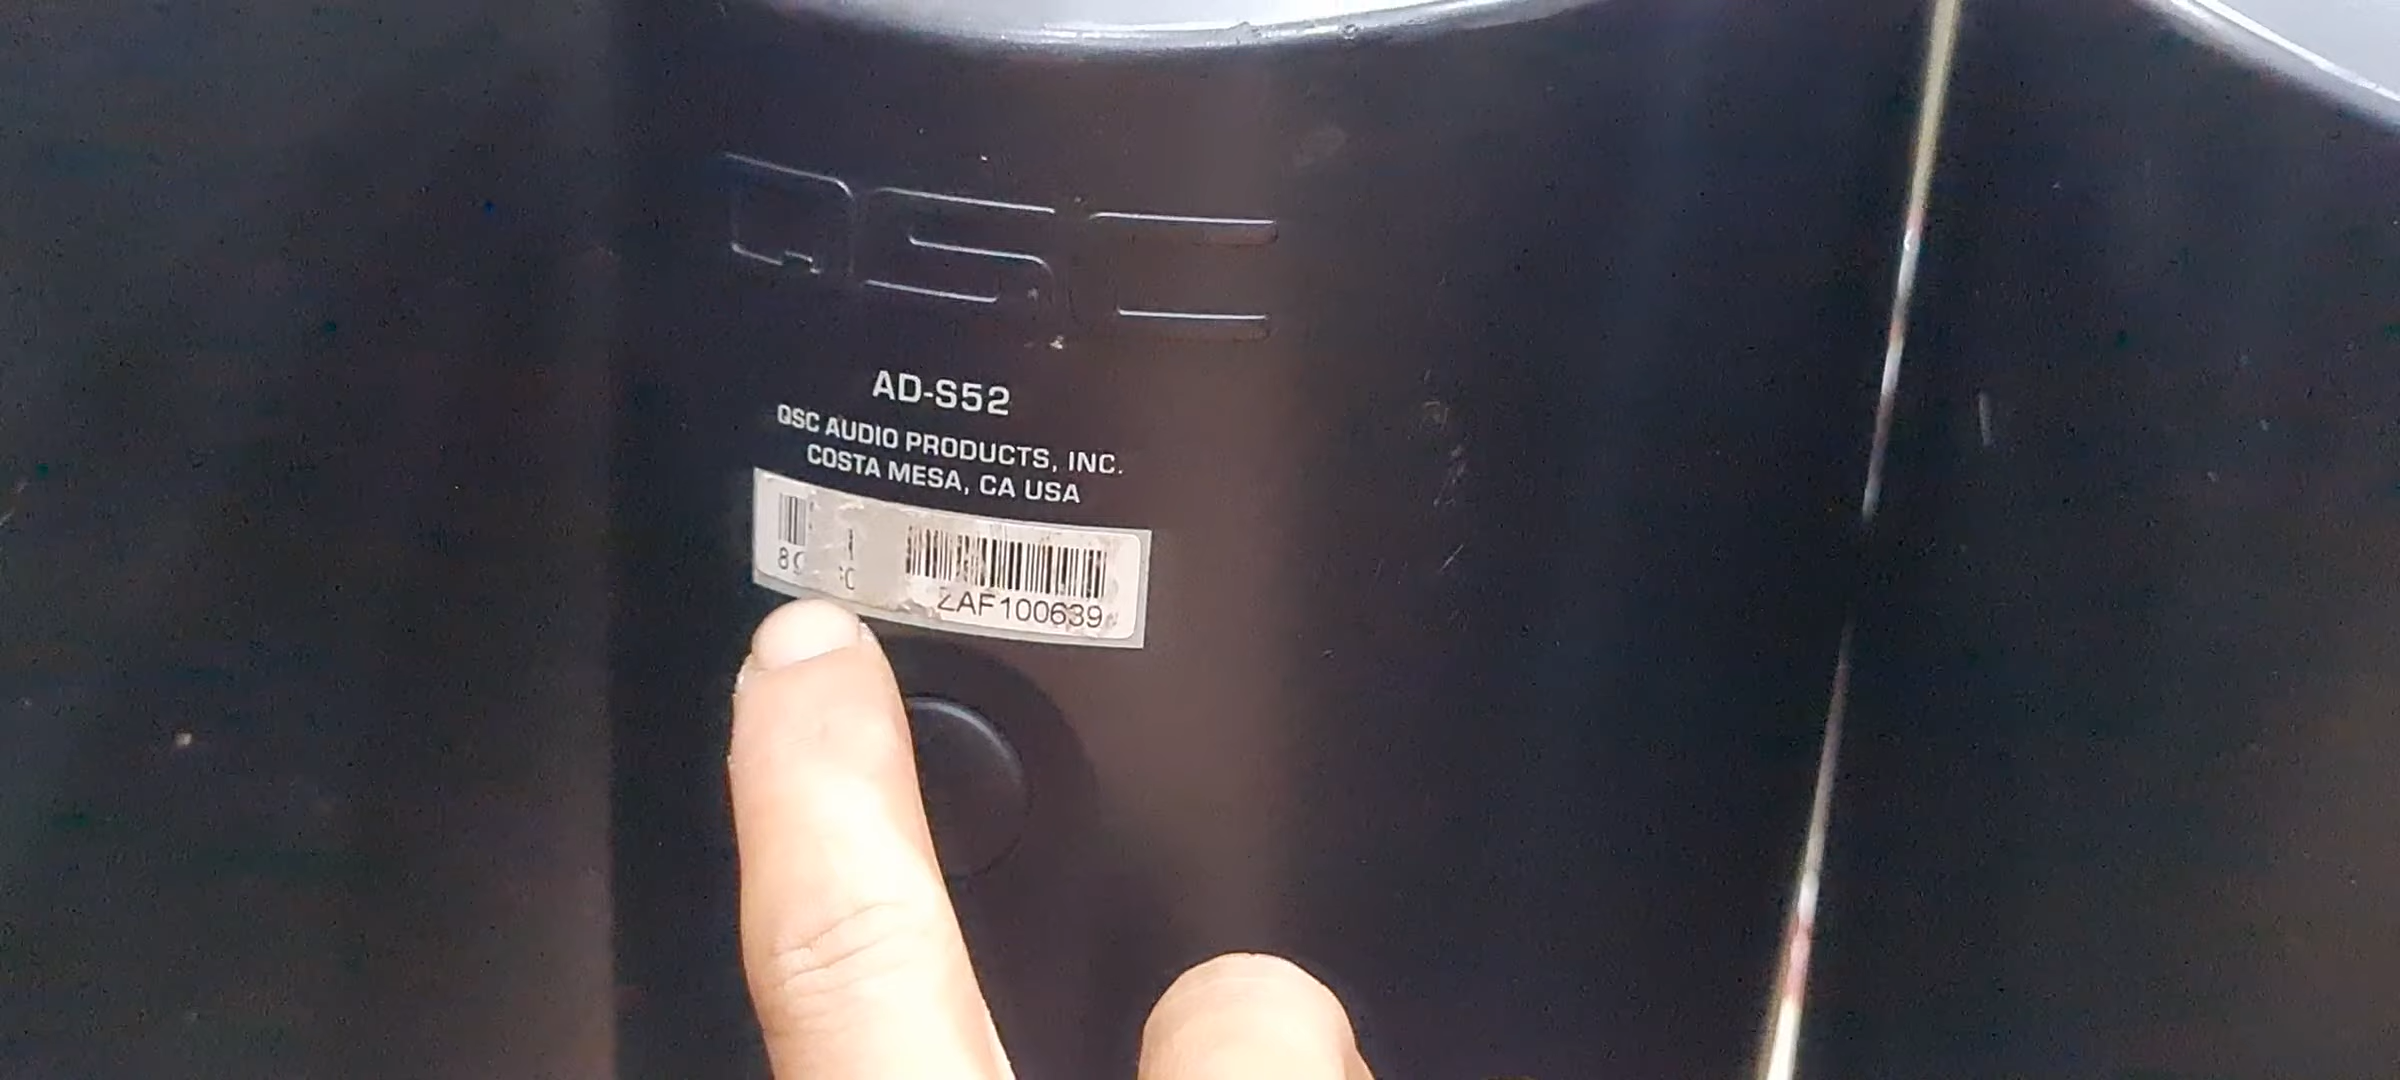 QSC
AD-S52
QSC AUDIO PRODUCTS, INC.
COSTA MESA, CA USA
ZAF100639